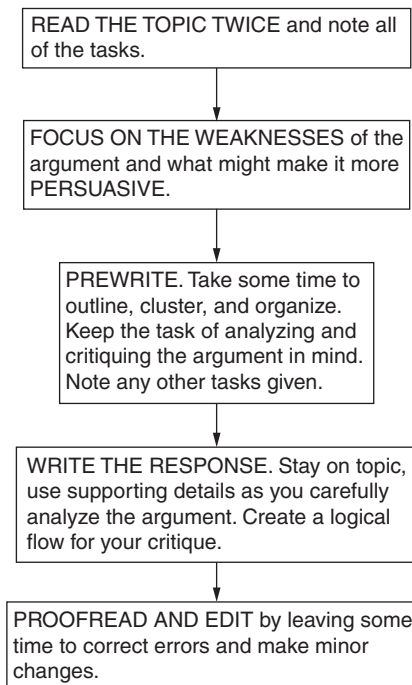 READ THE TOPIC TWICE and note all
of the tasks.
FOCUS ON THE WEAKNESSES of the
argument and what might make it more
PERSUASIVE.
PREWRITE. Take some time to
outline, cluster, and organize.
Keep the task of analyzing and
critiquing the argument in mind.
Note any other tasks given.
WRITE THE RESPONSE. Stay on topic,
use supporting details as you carefully
analyze the argument. Create a logical
flow for your critique.
PROOFREAD AND EDIT by leaving some
time to correct errors and make minor
changes.